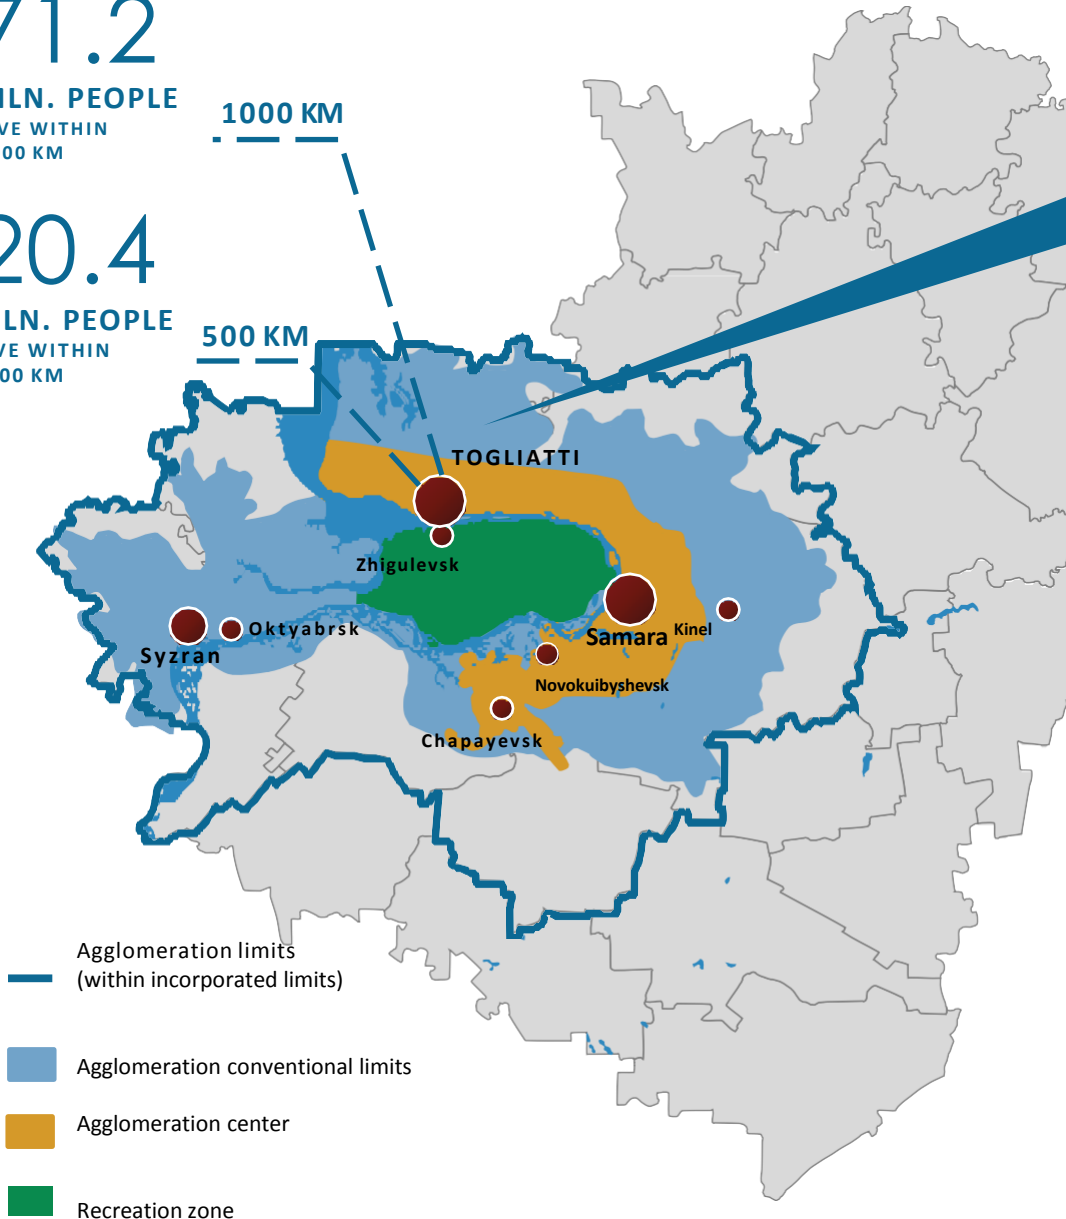 71.2
LN. PEOPLE
VE WITHIN
00 KM
1000 KM
20.4
LN. PEOPLE
VE WITHIN
00 KM
500 KM
TOGLIATTI
Zhigulevsk
Oktyabrsk
Syzran
Samara
Kinel
Novokuibyshevsk
Chapayevsk
Agglomeration limits
(within incorporated limits)
Agglomeration conventional limits
Agglomeration center
Recreation zone